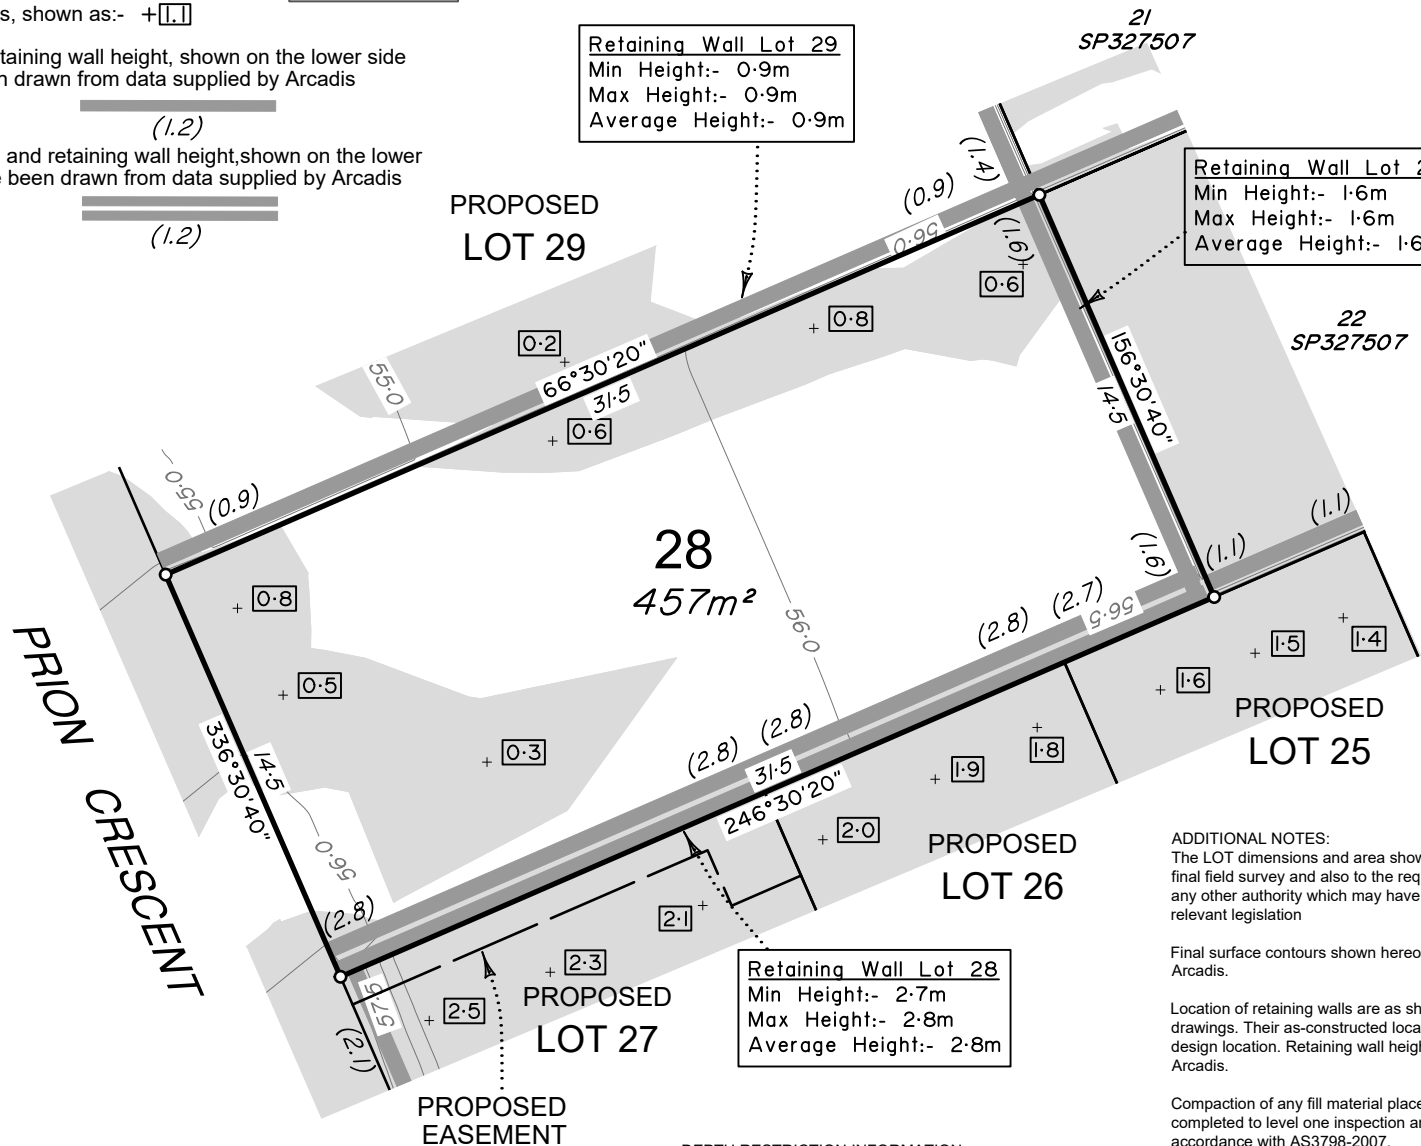 s, shown as:- +1.1
taining wall height, shown on the lower side
n drawn from data supplied by Arcadis
(1.2)
and retaining wall height,shown on the lower
e been drawn from data supplied by Arcadis
(1.2)
Retaining Wall Lot 29
Min Height:- 0·9m
Max Height:- 0·9m
Average Height:- 0·9m
21
SP327507
PROPOSED
LOT 29
(1.4)
(0.9)
56·0
(1.6)
0·6
Retaining Wall Lot 2
Min Height:- 1·6m
Max Height:- 1·6m
Average Height:- 1·6
22
SP327507
0·8
0·2
66°30'20"
31·5
0·6
55·0
55·0
(0.9)
156°30'40"
14·5
28
457m²
56·0
(1.6)
(1.1)
(1.1)
(2.7)
56·5
(2.8)
0·8
0·5
0·3
PRION CRESCENT
336°30'40"
14·5
56·0
(2.8)
(2.8)
(2.8)
31·5
246°30'20"
1·4
1·5
1·6
PROPOSED
LOT 25
1·8
1·9
2·0
PROPOSED
LOT 26
2·1
2·3
2·5
PROPOSED
LOT 27
57·5
(2.1)
PROPOSED
EASEMENT
Retaining Wall Lot 28
Min Height:- 2·7m
Max Height:- 2·8m
Average Height:- 2·8m
ADDITIONAL NOTES:
The LOT dimensions and area show
final field survey and also to the req
any other authority which may have
relevant legislation
Final surface contours shown hereo
Arcadis.
Location of retaining walls are as sh
drawings. Their as-constructed loca
design location. Retaining wall heigh
Arcadis.
Compaction of any fill material place
completed to level one inspection a
accordance with AS3798-2007.
DEPTH RESTRICTION INFORMATION